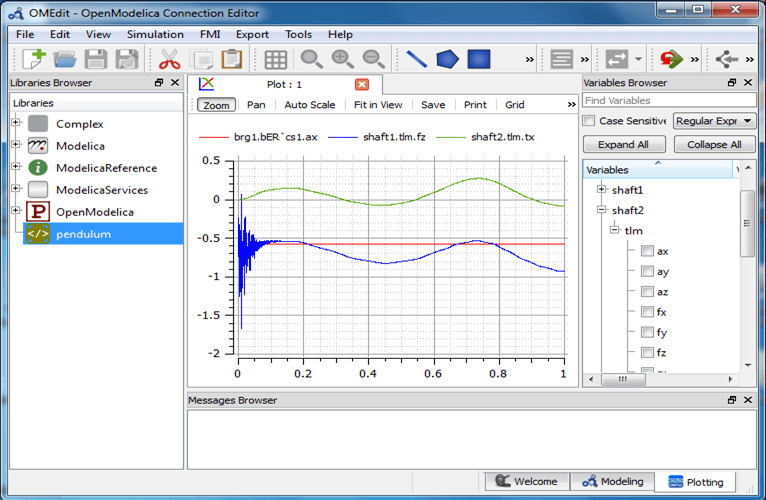 OMEdit - OpenModelica Connection Editor
File Edit View Simulation FMI Export Tools Help
» » » »
Libraries Browser
Libraries
Complex
Modelica
ModelicaReference
ModelicaServices
P OpenModelica
</> pendulum
Plot : 1
Zoom Pan Auto Scale Fit in View Save Print Grid »
brg1.bER`cs1.ax shaft1.tlm.fz shaft2.tlm.tx
0.5
0
-0.5
-1
-1.5
-2
0 0.2 0.4 0.6 0.8 1
Variables Browser
Find Variables
Case Sensitive Regular Expr
Expand All Collapse All
Variables
shaft1
shaft2
tlm
ax
ay
az
fx
fy
fz
Messages Browser
Welcome Modeling Plotting